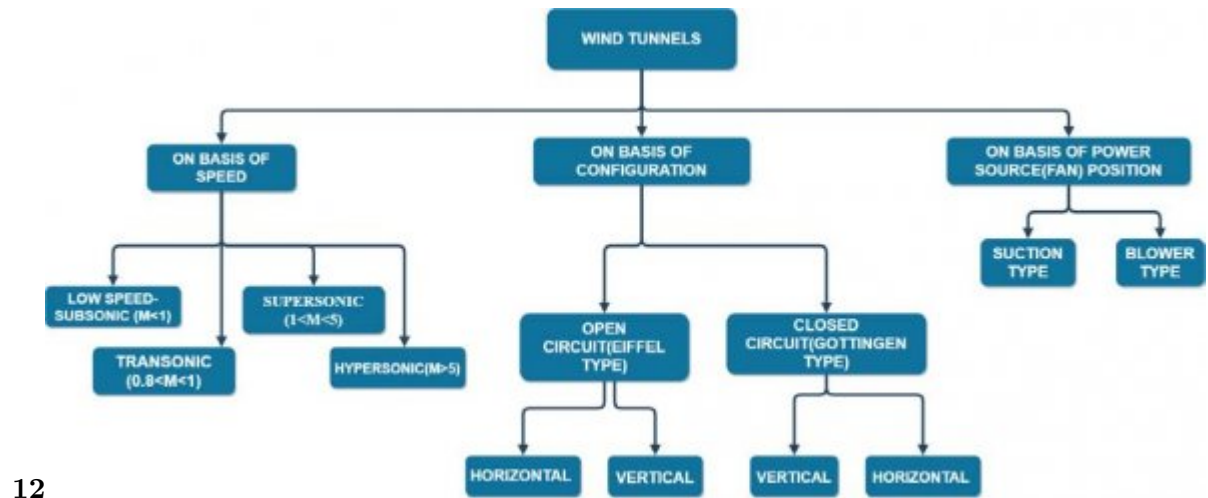 WIND TUNNELS
ON BASIS OF
SPEED
ON BASIS OF
CONFIGURATION
ON BASIS OF POWER
SOURCE(FAN) POSITION
LOW SPEED-
SUBSONIC (M<1)
SUPERSONIC
(1<M<5)
TRANSONIC
(0.8<M<1)
HYPERSONIC(M>5)
SUCTION
TYPE
BLOWER
TYPE
OPEN
CIRCUIT(EIFFEL
TYPE)
CLOSED
CIRCUIT(GOTTINGEN
TYPE)
HORIZONTAL
VERTICAL
VERTICAL
HORIZONTAL
12